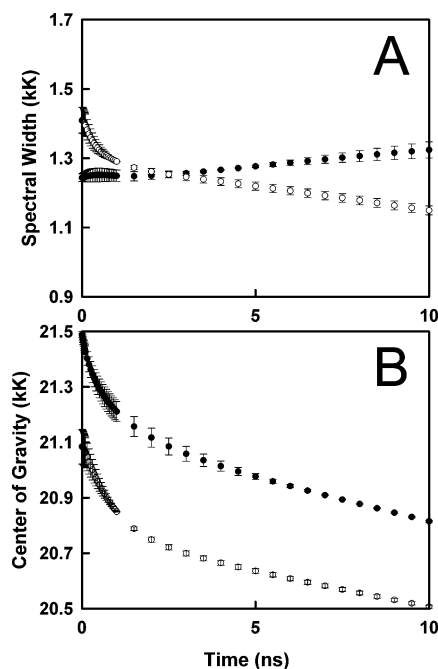 1.7
A
1.5
1.3
1.1
0.9
Spectral Width (kK)
0 5 10
21.5
B
21.3
21.1
20.9
20.7
20.5
Center of Gravity (kK)
0 5 10
Time (ns)